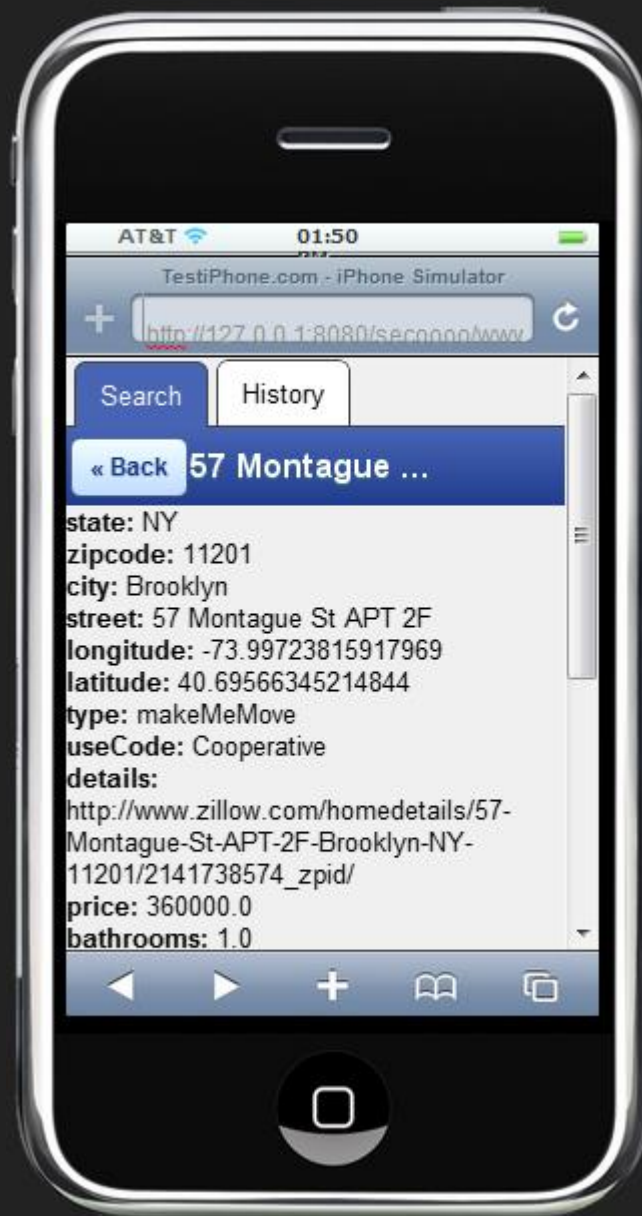 AT&T 01:50
TestiPhone.com - iPhone Simulator
http://127.0.0.1:8080/secoooo/www
Search History
« Back 57 Montague ...
state: NY
zipcode: 11201
city: Brooklyn
street: 57 Montague St APT 2F
longitude: -73.99723815917969
latitude: 40.69566345214844
type: makeMeMove
useCode: Cooperative
details:
http://www.zillow.com/homedetails/57-
Montague-St-APT-2F-Brooklyn-NY-
11201/2141738574_zpid/
price: 360000.0
bathrooms: 1.0